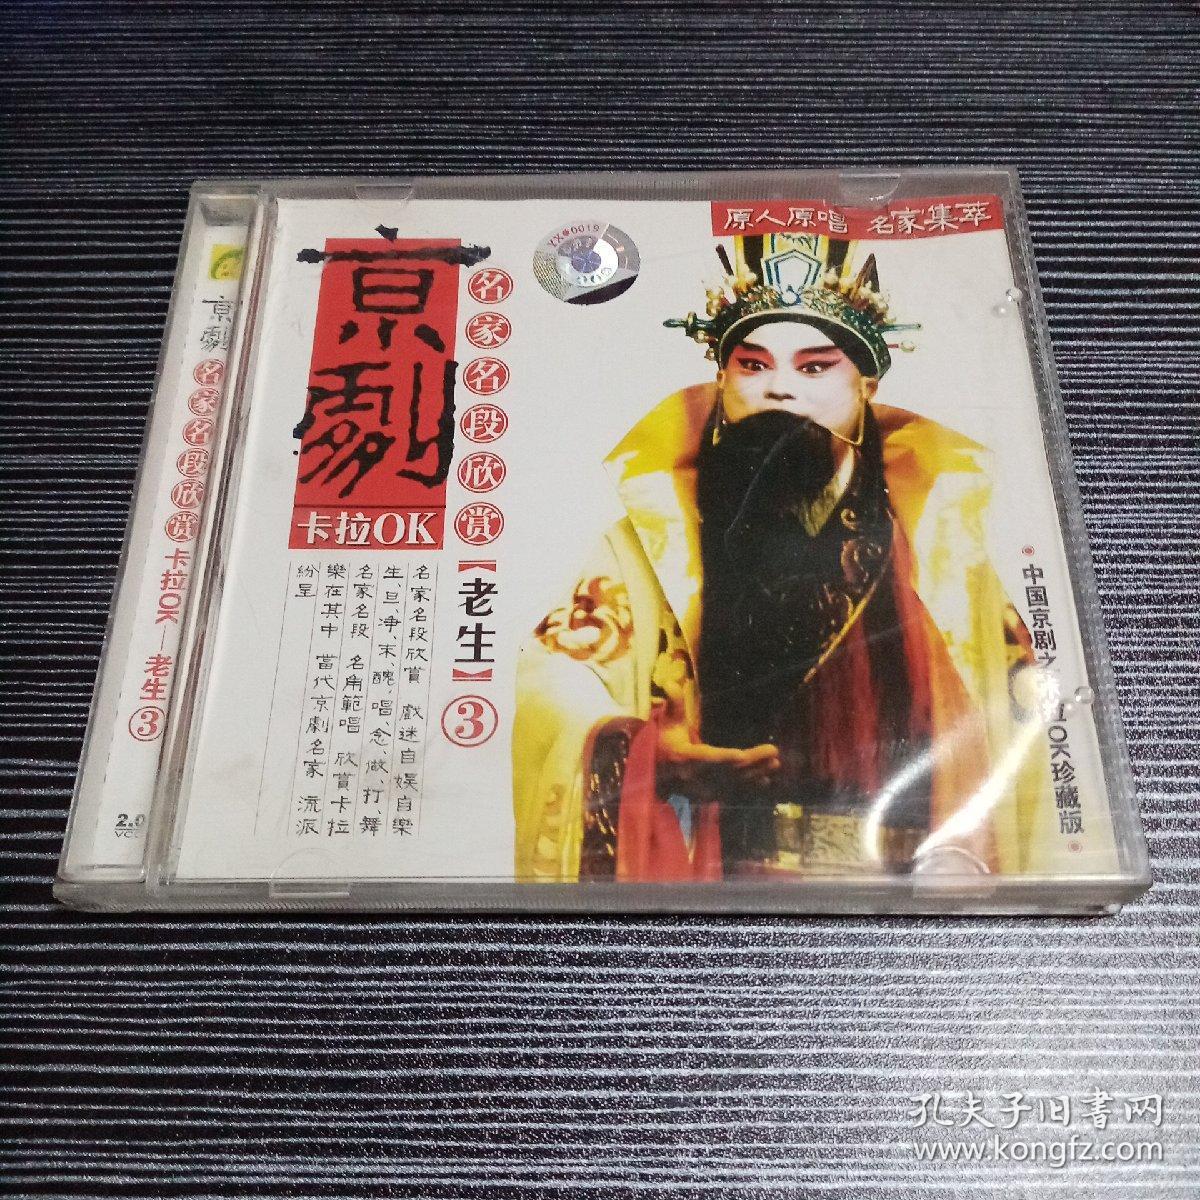 原人原唱 名家集萃
京劇
名家名段欣赏
【老生】
③
卡拉OK
名家名段欣賞 戲迷自娱自樂
生、旦、净、末、醜，唱、念、做、打、舞
名家名段 名角範唱 欣賞卡拉
樂在其中 當代京劇名家 流派
紛呈
中国京剧之 拉OK珍藏版
京劇 名家名段欣赏 卡拉OK—老生③
2.0
VCD
孔夫子旧書网
www.kongfz.com